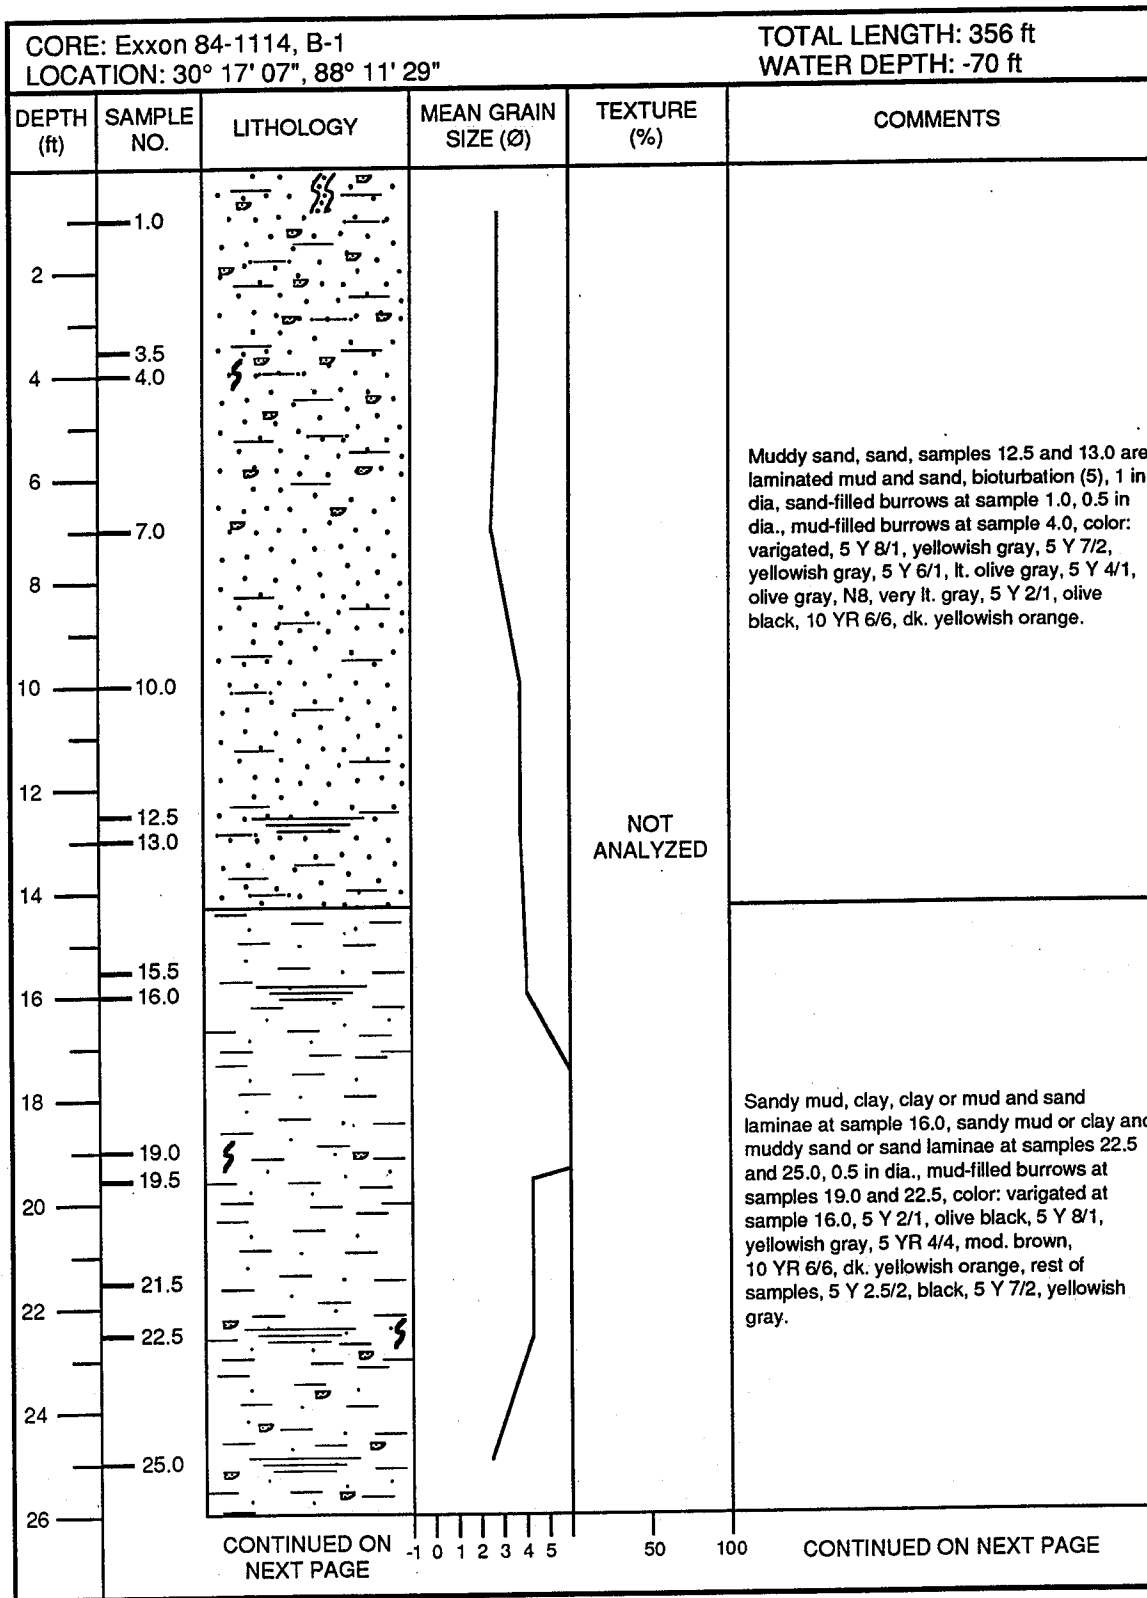 CORE: Exxon 84-1114, B-1
LOCATION: 30° 17' 07", 88° 11' 29"
TOTAL LENGTH: 356 ft
WATER DEPTH: -70 ft
DEPTH
(ft)
SAMPLE
NO.
LITHOLOGY
MEAN GRAIN
SIZE (Ø)
TEXTURE
(%)
COMMENTS
1.0
2
3.5
4
4.0
6
7.0
8
10
10.0
12
12.5
13.0
14
15.5
16
16.0
18
19.0
19.5
20
21.5
22
22.5
24
25.0
26
NOT
ANALYZED
Muddy sand, sand, samples 12.5 and 13.0 are
laminated mud and sand, bioturbation (5), 1 in
dia, sand-filled burrows at sample 1.0, 0.5 in
dia., mud-filled burrows at sample 4.0, color:
varigated, 5 Y 8/1, yellowish gray, 5 Y 7/2,
yellowish gray, 5 Y 6/1, lt. olive gray, 5 Y 4/1,
olive gray, N8, very lt. gray, 5 Y 2/1, olive
black, 10 YR 6/6, dk. yellowish orange.
Sandy mud, clay, clay or mud and sand
laminae at sample 16.0, sandy mud or clay and
muddy sand or sand laminae at samples 22.5
and 25.0, 0.5 in dia., mud-filled burrows at
samples 19.0 and 22.5, color: varigated at
sample 16.0, 5 Y 2/1, olive black, 5 Y 8/1,
yellowish gray, 5 YR 4/4, mod. brown,
10 YR 6/6, dk. yellowish orange, rest of
samples, 5 Y 2.5/2, black, 5 Y 7/2, yellowish
gray.
CONTINUED ON
NEXT PAGE
-1 0 1 2 3 4 5
50 100
CONTINUED ON NEXT PAGE